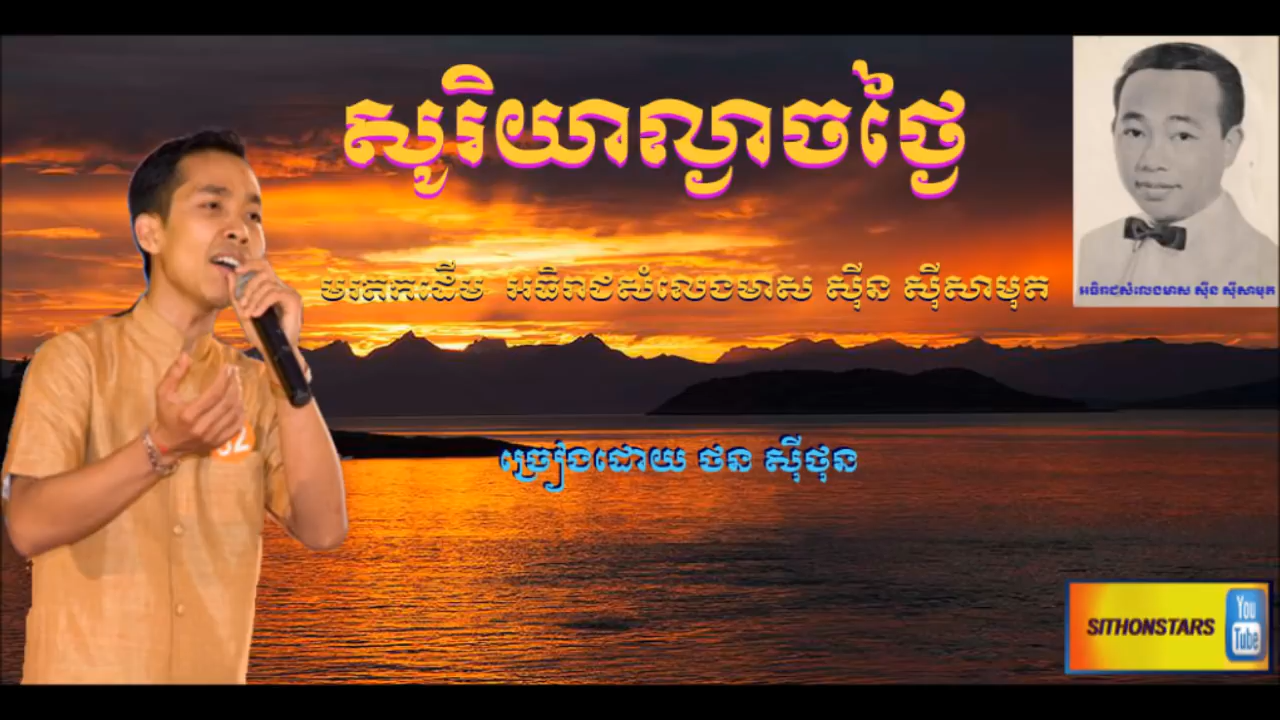 សូរិយាល្ងាចថ្ងៃ
មរតកដើម អធិរាជសំលេងមាស ស៊ីន ស៊ីសាមុត
អធិរាជសំលេងមាស ស៊ីន ស៊ីសាមុត
ច្រៀងដោយ ថន ស៊ីថុន
SITHONSTARS
You
Tube